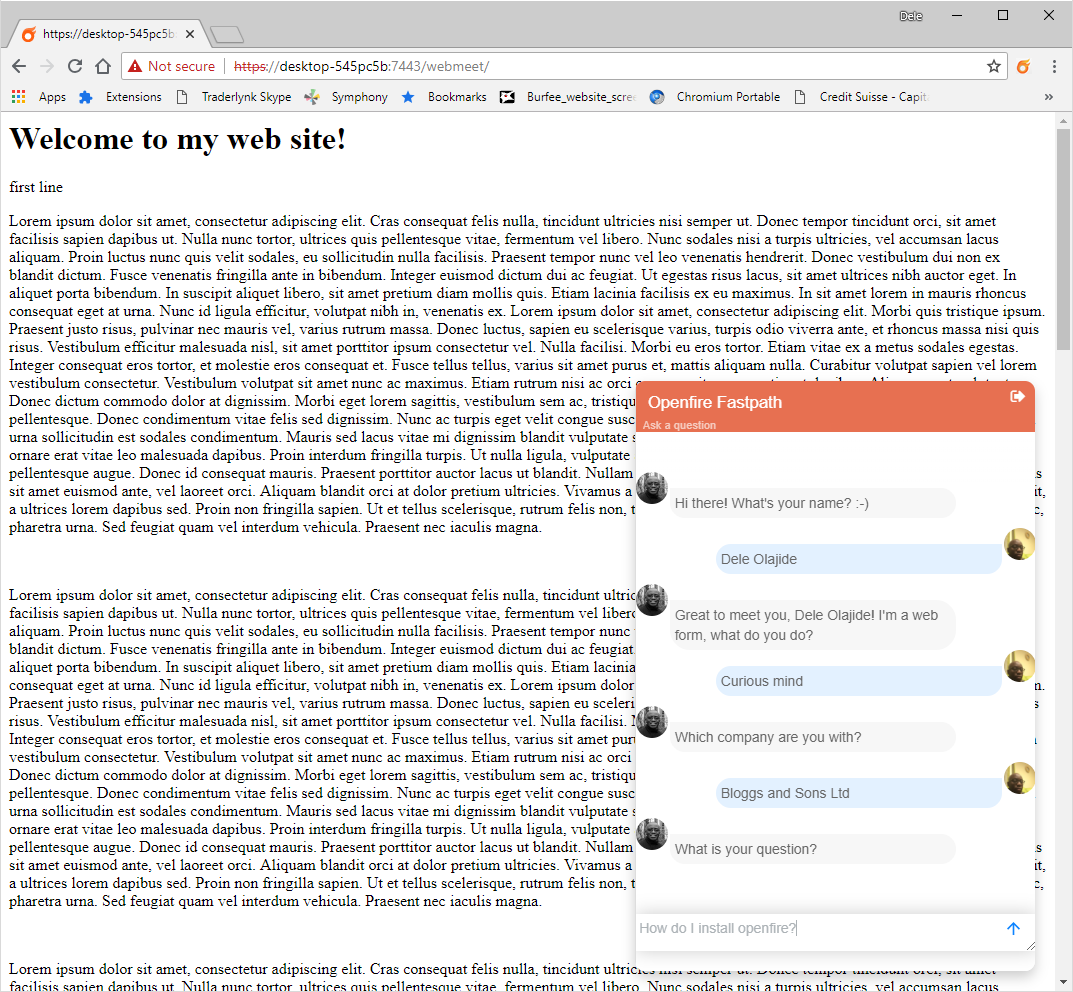 Dele
https://desktop-545pc5b:
Not secure https://desktop-545pc5b:7443/webmeet/
Apps Extensions Traderlynk Skype Symphony Bookmarks Burfee_website_scre Chromium Portable Credit Suisse - Capit »
Welcome to my web site!
first line
Lorem ipsum dolor sit amet, consectetur adipiscing elit. Cras consequat felis nulla, tincidunt ultricies nisi semper ut. Donec tempor tincidunt orci, sit amet
facilisis sapien dapibus ut. Nulla nunc tortor, ultrices quis pellentesque vitae, fermentum vel libero. Nunc sodales nisi a turpis ultricies, vel accumsan lacus
aliquam. Proin luctus nunc quis velit sodales, eu sollicitudin nulla facilisis. Praesent tempor nunc vel leo venenatis hendrerit. Donec vestibulum dui non ex
blandit dictum. Fusce venenatis fringilla ante in bibendum. Integer euismod dictum dui ac feugiat. Ut egestas risus lacus, sit amet ultrices nibh auctor eget. In
aliquet porta bibendum. In suscipit aliquet libero, sit amet pretium diam mollis quis. Etiam lacinia facilisis ex eu maximus. In sit amet lorem in mauris rhoncus
consequat eget at urna. Nunc id ligula efficitur, volutpat nibh in, venenatis ex. Lorem ipsum dolor sit amet, consectetur adipiscing elit. Morbi quis tristique ipsum.
Praesent justo risus, pulvinar nec mauris vel, varius rutrum massa. Donec luctus, sapien eu scelerisque varius, turpis odio viverra ante, et rhoncus massa nisi quis
risus. Vestibulum efficitur malesuada nisl, sit amet porttitor ipsum consectetur vel. Nulla facilisi. Morbi eu eros tortor. Etiam vitae ex a metus sodales egestas.
Integer consequat eros tortor, et molestie eros consequat et. Fusce tellus tellus, varius sit amet purus et, mattis aliquam nulla. Curabitur volutpat sapien vel lorem
vestibulum consectetur. Vestibulum volutpat sit amet nunc ac maximus. Etiam rutrum nisi ac orci
Donec dictum commodo dolor at dignissim. Morbi eget lorem sagittis, vestibulum sem ac, tristiqu
pellentesque. Donec condimentum vitae felis sed dignissim. Nunc ac turpis eget velit congue susc
urna sollicitudin est sodales condimentum. Mauris sed lacus vitae mi dignissim blandit vulputate s
ornare erat vitae leo malesuada dapibus. Proin interdum fringilla turpis. Ut nulla ligula, vulputate
pellentesque augue. Donec id consequat mauris. Praesent porttitor auctor lacus ut blandit. Nullam s
sit amet euismod ante, vel laoreet orci. Aliquam blandit orci at dolor pretium ultricies. Vivamus a it,
a ultrices lorem dapibus sed. Proin non fringilla sapien. Ut et tellus scelerisque, rutrum felis non, t c,
pharetra urna. Sed feugiat quam vel interdum vehicula. Praesent nec iaculis magna.
Lorem ipsum dolor sit amet, consectetur adipiscing elit. Cras consequat felis nulla, tincidunt ultric
facilisis sapien dapibus ut. Nulla nunc tortor, ultrices quis pellentesque vitae, fermentum vel liberc
aliquam. Proin luctus nunc quis velit sodales, eu sollicitudin nulla facilisis. Praesent tempor nunc
blandit dictum. Fusce venenatis fringilla ante in bibendum. Integer euismod dictum dui ac feugiat.
aliquet porta bibendum. In suscipit aliquet libero, sit amet pretium diam mollis quis. Etiam lacinia
consequat eget at urna. Nunc id ligula efficitur, volutpat nibh in, venenatis ex. Lorem ipsum dolor m.
Praesent justo risus, pulvinar nec mauris vel, varius rutrum massa. Donec luctus, sapien eu sceleri s
risus. Vestibulum efficitur malesuada nisl, sit amet porttitor ipsum consectetur vel. Nulla facilisi. M
Integer consequat eros tortor, et molestie eros consequat et. Fusce tellus tellus, varius sit amet puru
vestibulum consectetur. Vestibulum volutpat sit amet nunc ac maximus. Etiam rutrum nisi ac orci
Donec dictum commodo dolor at dignissim. Morbi eget lorem sagittis, vestibulum sem ac, tristiqu
pellentesque. Donec condimentum vitae felis sed dignissim. Nunc ac turpis eget velit congue susc
urna sollicitudin est sodales condimentum. Mauris sed lacus vitae mi dignissim blandit vulputate s
ornare erat vitae leo malesuada dapibus. Proin interdum fringilla turpis. Ut nulla ligula, vulputate
pellentesque augue. Donec id consequat mauris. Praesent porttitor auctor lacus ut blandit. Nullam s
sit amet euismod ante, vel laoreet orci. Aliquam blandit orci at dolor pretium ultricies. Vivamus a it,
a ultrices lorem dapibus sed. Proin non fringilla sapien. Ut et tellus scelerisque, rutrum felis non, t c,
pharetra urna. Sed feugiat quam vel interdum vehicula. Praesent nec iaculis magna.
Lorem ipsum dolor sit amet, consectetur adipiscing elit. Cras consequat felis nulla, tincidunt ultricies nisi semper ut. Donec tempor tincidunt orci, sit amet
facilisis sapien dapibus ut. Nulla nunc tortor, ultrices quis pellentesque vitae, fermentum vel libero. Nunc sodales nisi a turpis ultricies, vel accumsan lacus
Openfire Fastpath
Ask a question
Hi there! What's your name? :-)
Dele Olajide
Great to meet you, Dele Olajide! I'm a web
form, what do you do?
Curious mind
Which company are you with?
Bloggs and Sons Ltd
What is your question?
How do I install openfire?